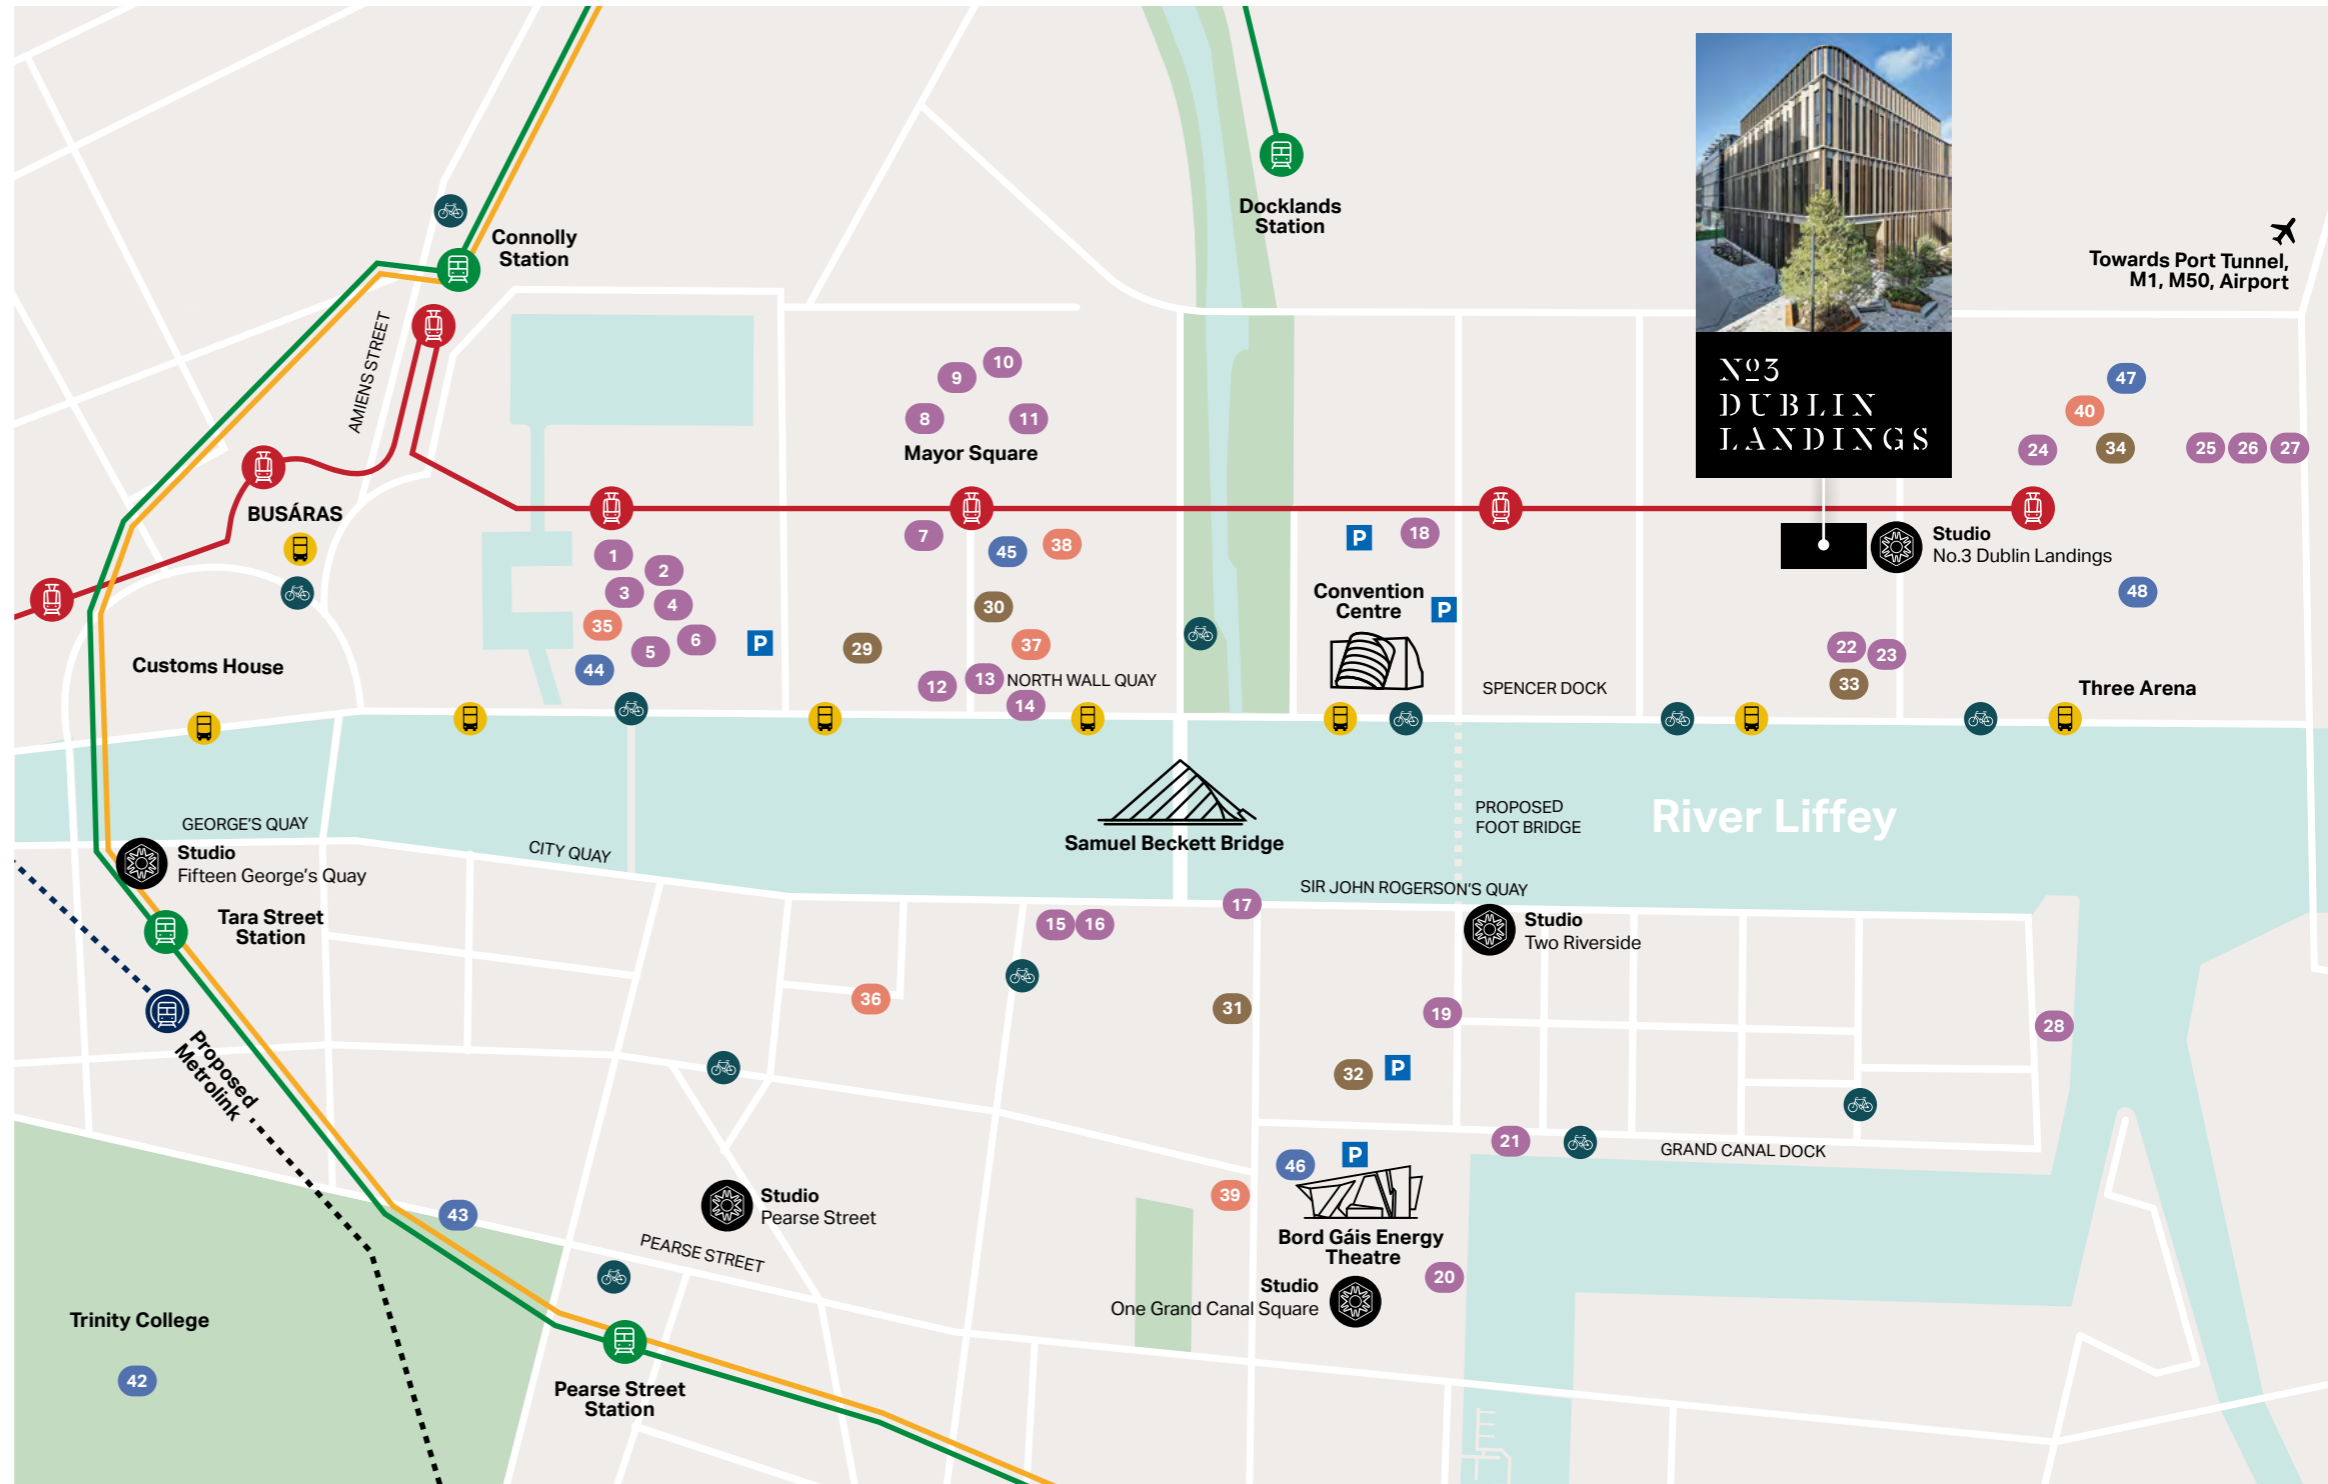 Connolly
Station
Docklands
Station
Towards Port Tunnel,
M1, M50, Airport
AMIENS STREET
Nº3
DUBLIN
LANDINGS
9
10
8
11
Mayor Square
47
40
24
34
25
26
27
BUSÁRAS
1
2
3
4
35
5
6
44
P
7
45
38
30
29
37
12
13
NORTH WALL QUAY
14
P
18
Convention
Centre
P
SPENCER DOCK
Studio
No.3 Dublin Landings
48
22
23
33
Three Arena
Customs House
GEORGE'S QUAY
Studio
Fifteen George's Quay
CITY QUAY
Samuel Beckett Bridge
PROPOSED
FOOT BRIDGE
River Liffey
SIR JOHN ROGERSON'S QUAY
Tara Street
Station
15
16
17
Studio
Two Riverside
Proposed
Metrolink
36
31
19
28
32
P
21
GRAND CANAL DOCK
43
Studio
Pearse Street
PEARSE STREET
39
46
P
Bord Gáis Energy
Theatre
20
Studio
One Grand Canal Square
Trinity College
42
Pearse Street
Station